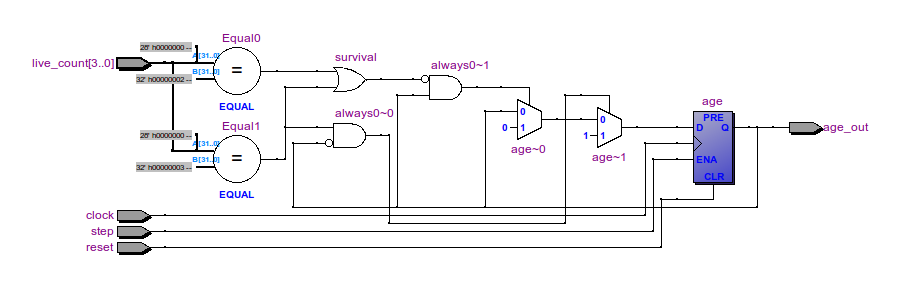 Equal0
28' h0000000 --
A[31..0]
live_count[3..0]
B[31..0]
=
32' h00000002 --
EQUAL
survival
always0~1
always0~0
28' h0000000 --
Equal1
A[31..0]
B[31..0]
=
32' h00000003 --
EQUAL
0
0
1
age~0
0
1
1
age~1
age
PRE
D
Q
ENA
CLR
age_out
clock
step
reset